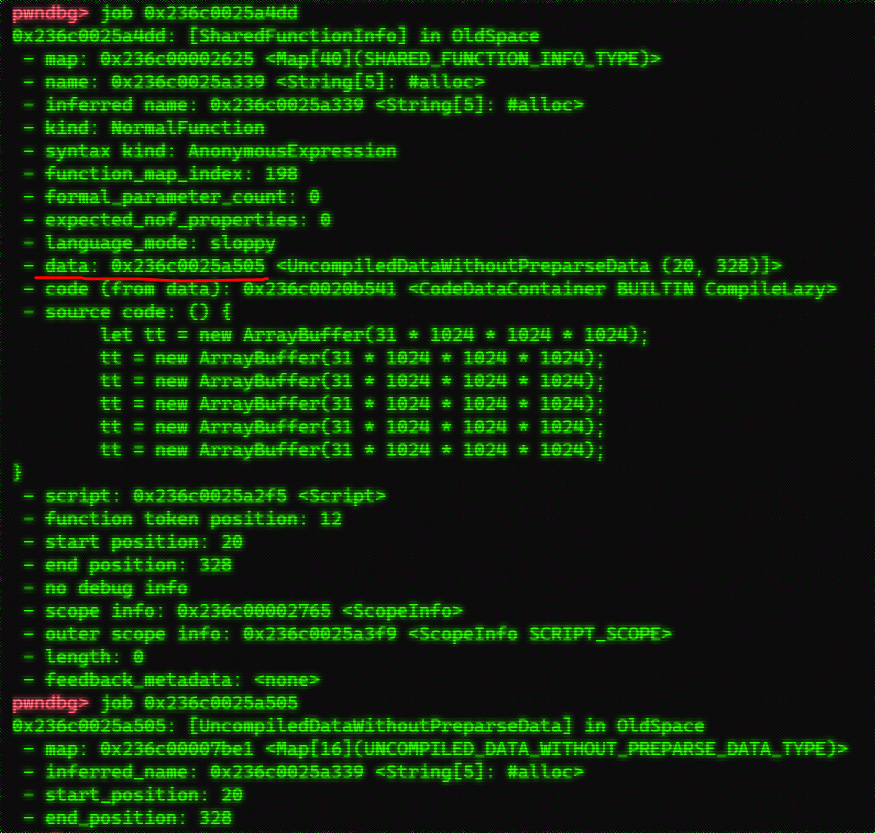 pwndbg> job 0x236c0025a4dd
0x236c0025a4dd: [SharedFunctionInfo] in OldSpace
 - map: 0x236c00002625 <Map[40](SHARED_FUNCTION_INFO_TYPE)>
 - name: 0x236c0025a339 <String[5]: #alloc>
 - inferred name: 0x236c0025a339 <String[5]: #alloc>
 - kind: NormalFunction
 - syntax kind: AnonymousExpression
 - function_map_index: 198
 - formal_parameter_count: 0
 - expected_nof_properties: 0
 - language_mode: sloppy
 - data: 0x236c0025a505 <UncompiledDataWithoutPreparseData (20, 328)]>
 - code (from data): 0x236c0020b541 <CodeDataContainer BUILTIN CompileLazy>
 - source code: () {
        let tt = new ArrayBuffer(31 * 1024 * 1024 * 1024);
        tt = new ArrayBuffer(31 * 1024 * 1024 * 1024);
        tt = new ArrayBuffer(31 * 1024 * 1024 * 1024);
        tt = new ArrayBuffer(31 * 1024 * 1024 * 1024);
        tt = new ArrayBuffer(31 * 1024 * 1024 * 1024);
        tt = new ArrayBuffer(31 * 1024 * 1024 * 1024);
}
 - script: 0x236c0025a2f5 <Script>
 - function token position: 12
 - start position: 20
 - end position: 328
 - no debug info
 - scope info: 0x236c00002765 <ScopeInfo>
 - outer scope info: 0x236c0025a3f9 <ScopeInfo SCRIPT_SCOPE>
 - length: 0
 - feedback_metadata: <none>
pwndbg> job 0x236c0025a505
0x236c0025a505: [UncompiledDataWithoutPreparseData] in OldSpace
 - map: 0x236c00007be1 <Map[16](UNCOMPILED_DATA_WITHOUT_PREPARSE_DATA_TYPE)>
 - inferred_name: 0x236c0025a339 <String[5]: #alloc>
 - start_position: 20
 - end_position: 328